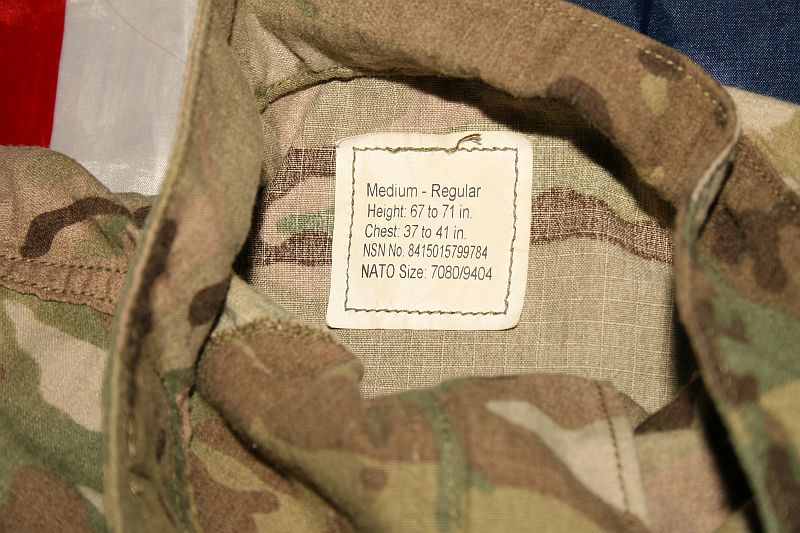 Medium - Regular
Height: 67 to 71 in.
Chest: 37 to 41 in.
NSN No. 8415015799784
NATO Size: 7080/9404